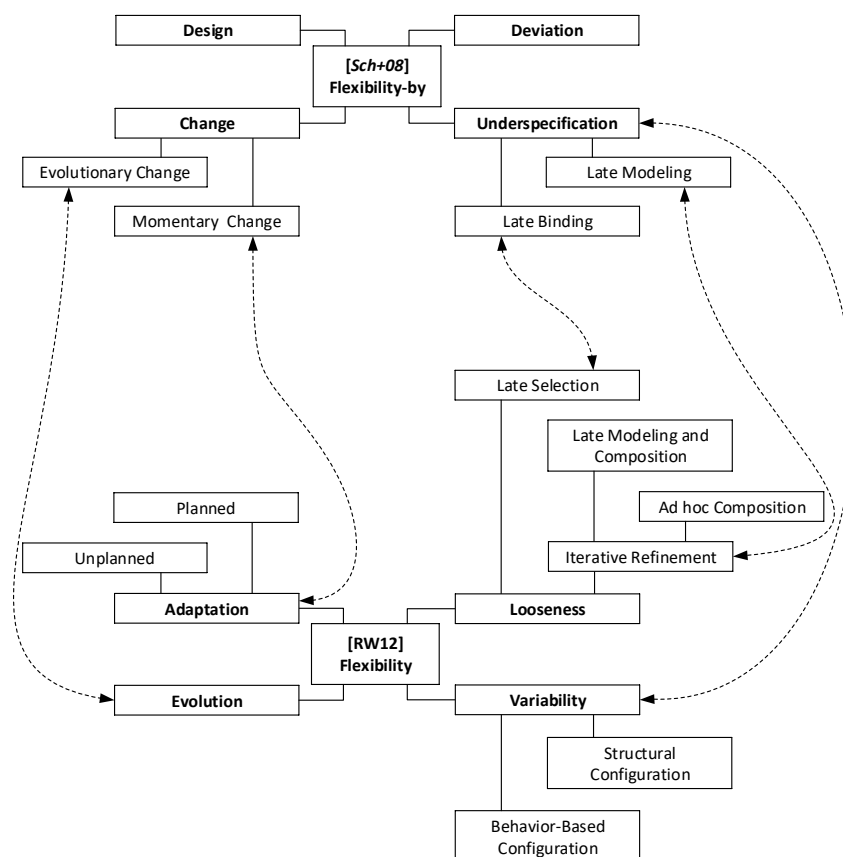 Design
Deviation
[Sch+08]
Flexibility-by
Change
Underspecification
Evolutionary Change
Late Modeling
Momentary Change
Late Binding
Late Selection
Late Modeling and
Composition
Planned
Ad hoc Composition
Unplanned
Iterative Refinement
Adaptation
Looseness
[RW12]
Flexibility
Evolution
Variability
Structural
Configuration
Behavior-Based
Configuration